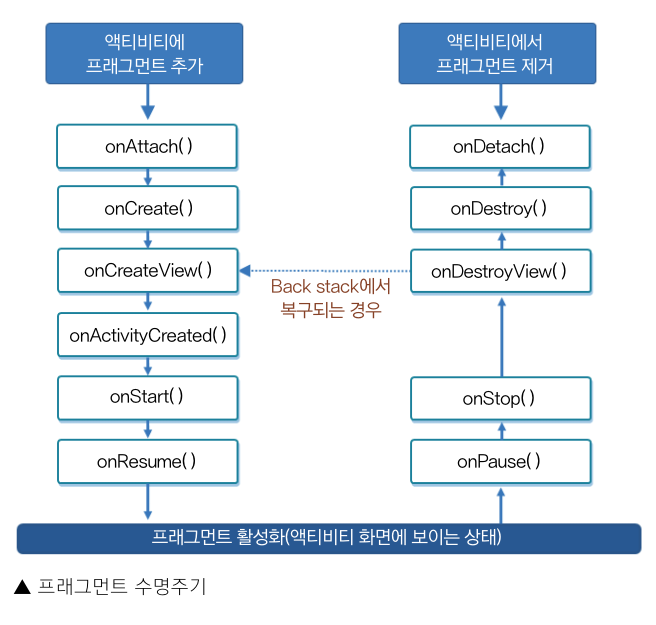 액티비티에
프래그먼트 추가
onAttach( )
onCreate( )
onCreateView( )
onActivityCreated( )
onStart( )
onResume( )
액티비티에서
프래그먼트 제거
onDetach( )
onDestroy( )
onDestroyView( )
Back stack에서
복구되는 경우
onStop( )
onPause( )
프래그먼트 활성화(액티비티 화면에 보이는 상태)
▲ 프래그먼트 수명주기